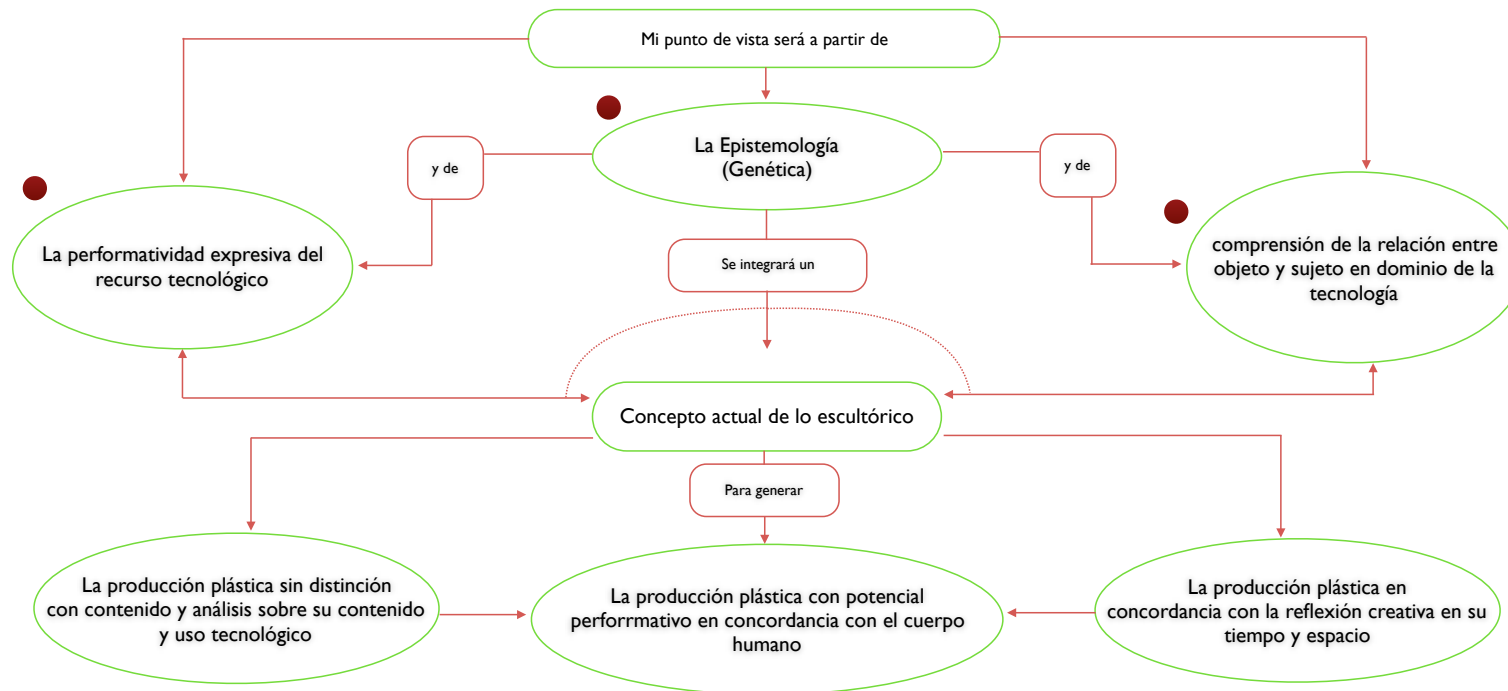 Mi punto de vista será a partir de
La Epistemología
(Genética)
y de
y de
La performatividad expresiva del
recurso tecnológico
Se integrará un
comprensión de la relación entre
objeto y sujeto en dominio de la
tecnología
Concepto actual de lo escultórico
Para generar
La producción plástica sin distinción
con contenido y análisis sobre su contenido
y uso tecnológico
La producción plástica con potencial
perforrmativo en concordancia con el cuerpo
humano
La producción plástica en
concordancia con la reflexión creativa en su
tiempo y espacio